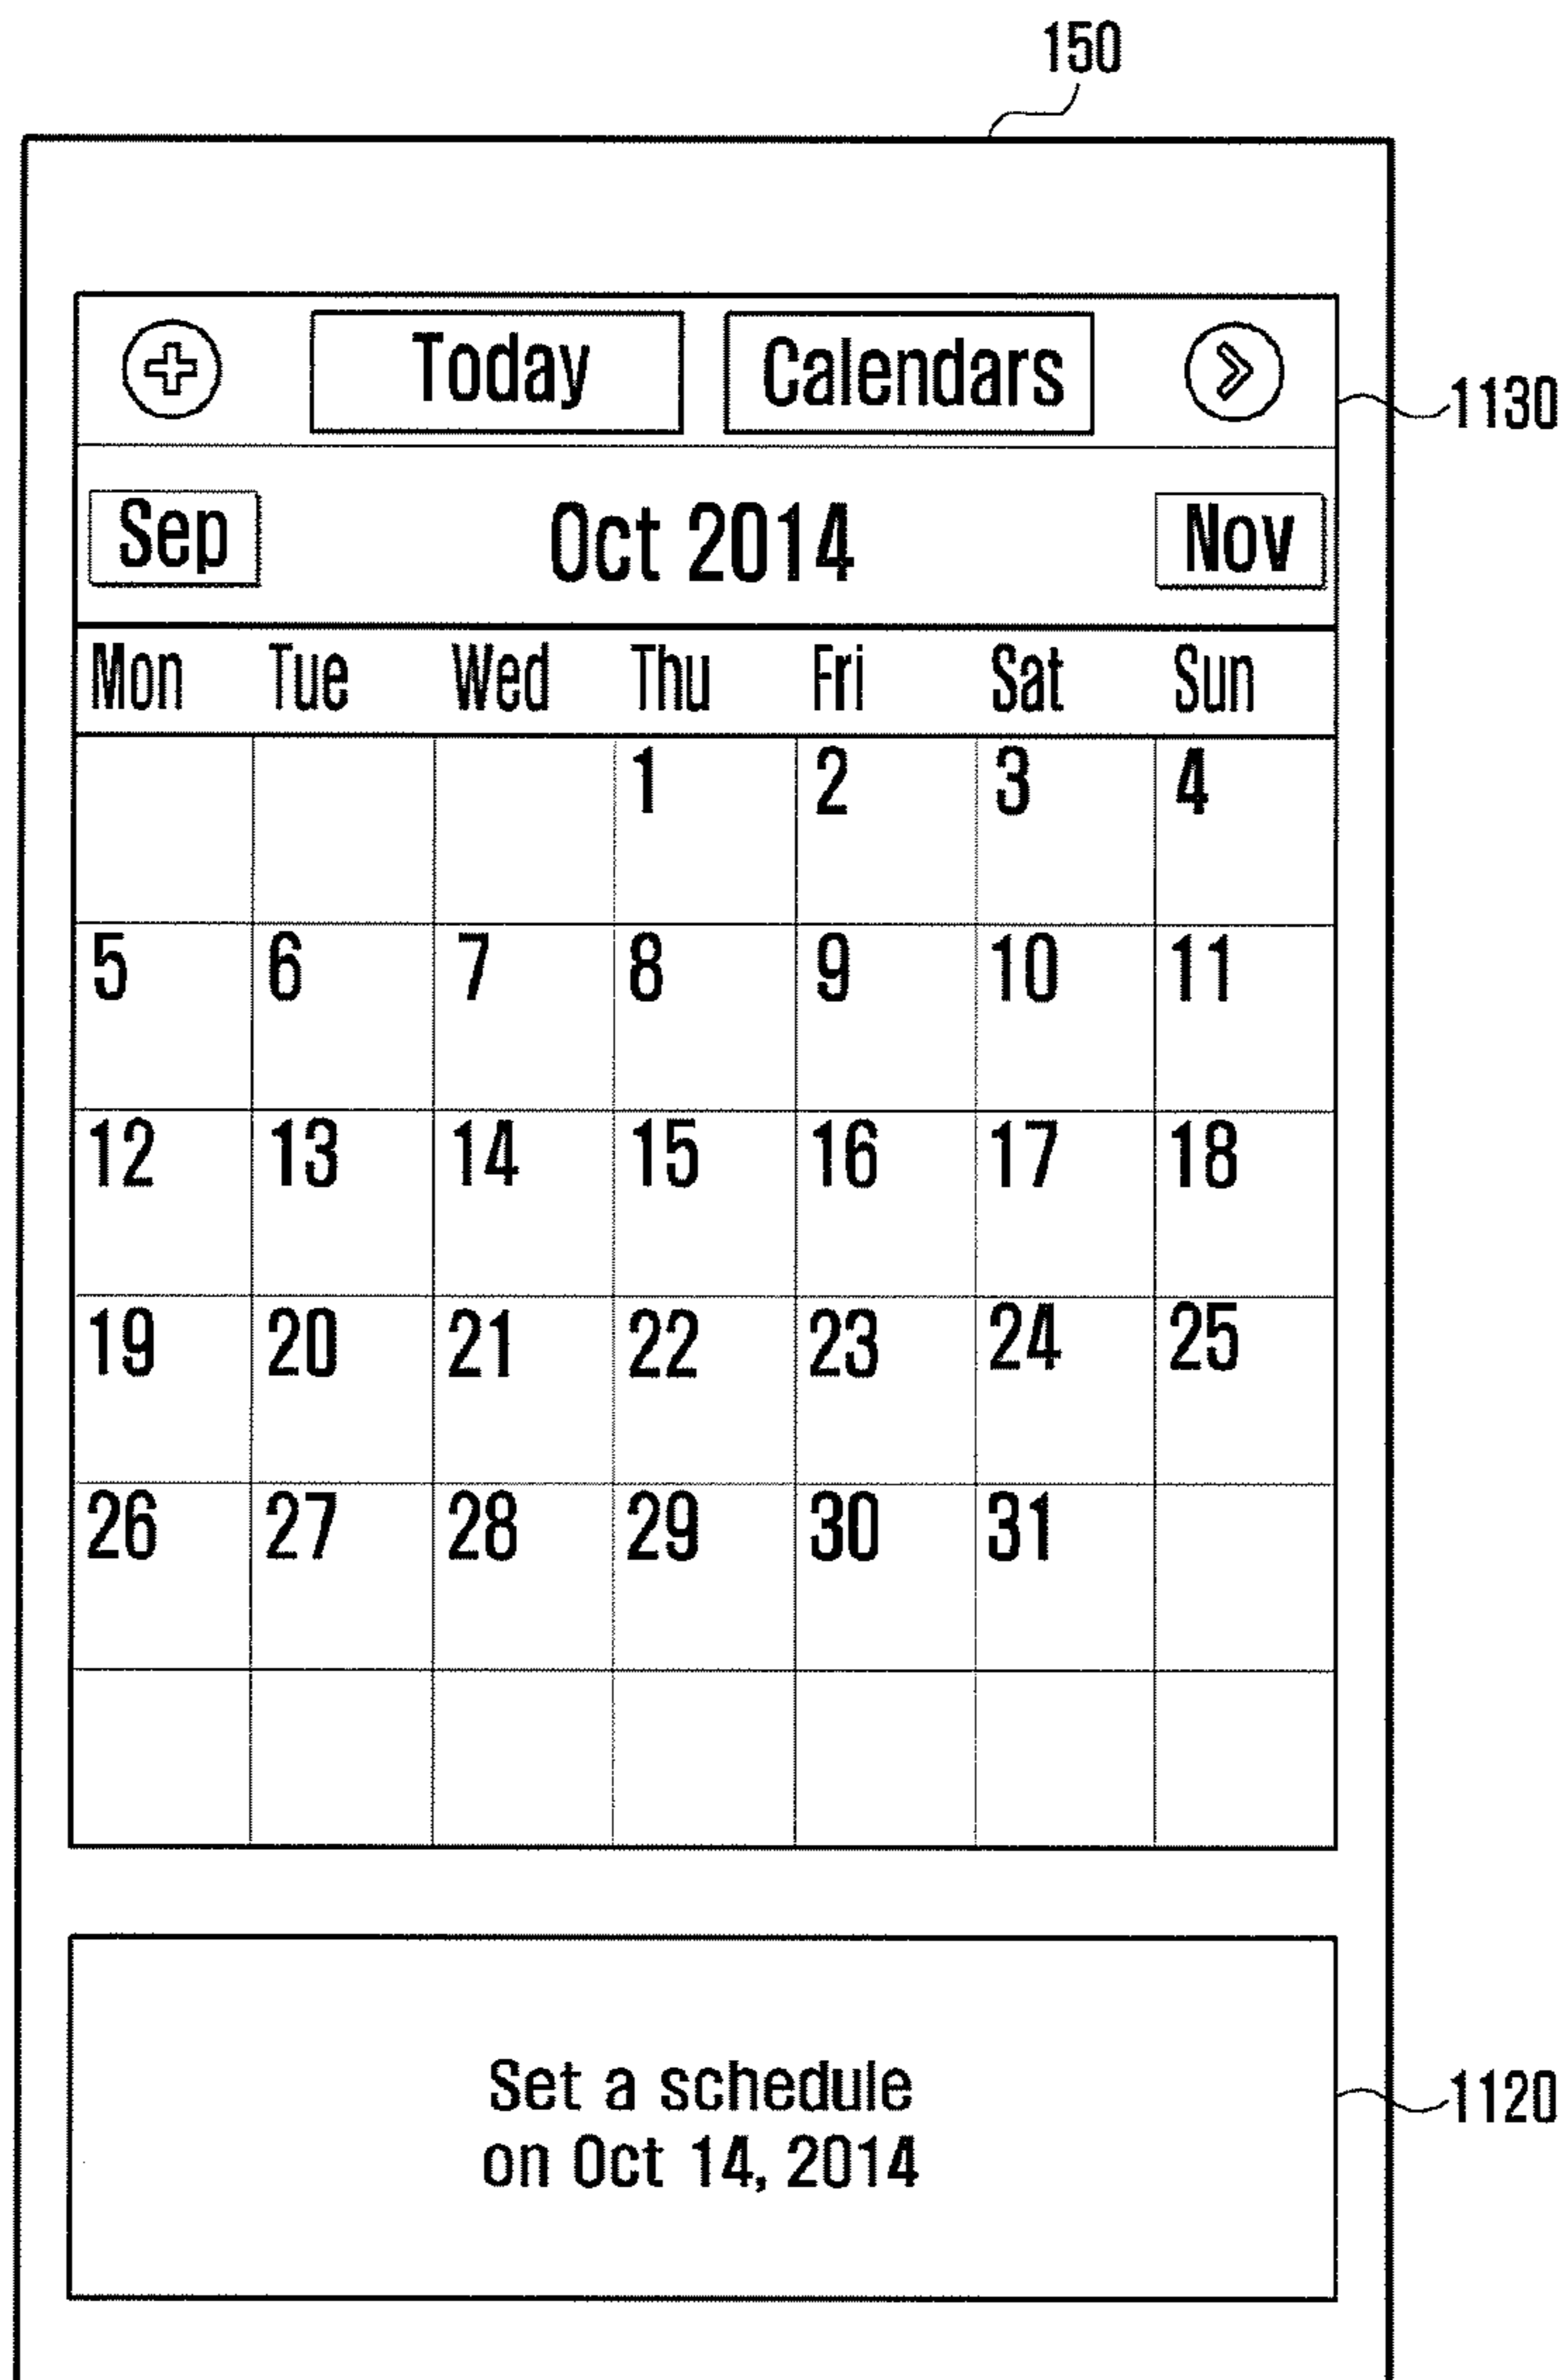 150
Today Calendars
1130
Sep Oct 2014 Nov
Mon Tue Wed Thu Fri Sat Sun
1 2 3 4
5 6 7 8 9 10 11
12 13 14 15 16 17 18
19 20 21 22 23 24 25
26 27 28 29 30 31
Set a schedule
on Oct 14, 2014
1120